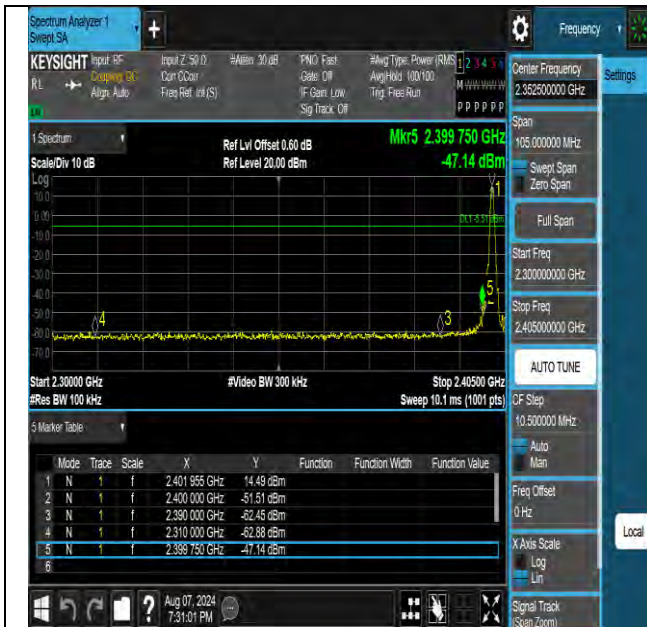 Spectrum Analyzer 1
Swept SA
+
Frequency
KEYSIGHT
Input: RF
Input Z: 50 Ω
#Atten: 30 dB
PNO: Fast
#Avg Type: Power (RMS)
1 2 3 4 5 6
RL
Coupling: DC
Corr CCorr
Gate: Off
Avg|Hold: 100/100
Align: Auto
Freq Ref: Int (S)
IF Gain: Low
Trig: Free Run
Sig Track: Off
P P P P P P
Center Frequency
2.352500000 GHz
Settings
1 Spectrum
Ref Lvl Offset 0.60 dB
Mkr5 2.399 750 GHz
Scale/Div 10 dB
Ref Level 20.00 dBm
-47.14 dBm
Log
10.0
0.00
-10.0
-20.0
-30.0
-40.0
-50.0
-60.0
-70.0
DL1 -5.51 dBm
1
5
4
3
Start 2.30000 GHz
#Video BW 300 kHz
Stop 2.40500 GHz
#Res BW 100 kHz
Sweep 10.1 ms (1001 pts)
Span
105.000000 MHz
Swept Span
Zero Span
Full Span
Start Freq
2.300000000 GHz
Stop Freq
2.405000000 GHz
AUTO TUNE
CF Step
10.500000 MHz
Auto
Man
Freq Offset
0 Hz
X Axis Scale
Log
Lin
Signal Track
(Span Zoom)
Local
5 Marker Table
Mode Trace Scale X Y Function Function Width Function Value
1 N 1 f 2.401 955 GHz 14.49 dBm
2 N 1 f 2.400 000 GHz -51.51 dBm
3 N 1 f 2.390 000 GHz -62.45 dBm
4 N 1 f 2.310 000 GHz -62.88 dBm
5 N 1 f 2.399 750 GHz -47.14 dBm
6
?
Aug 07, 2024
7:31:01 PM